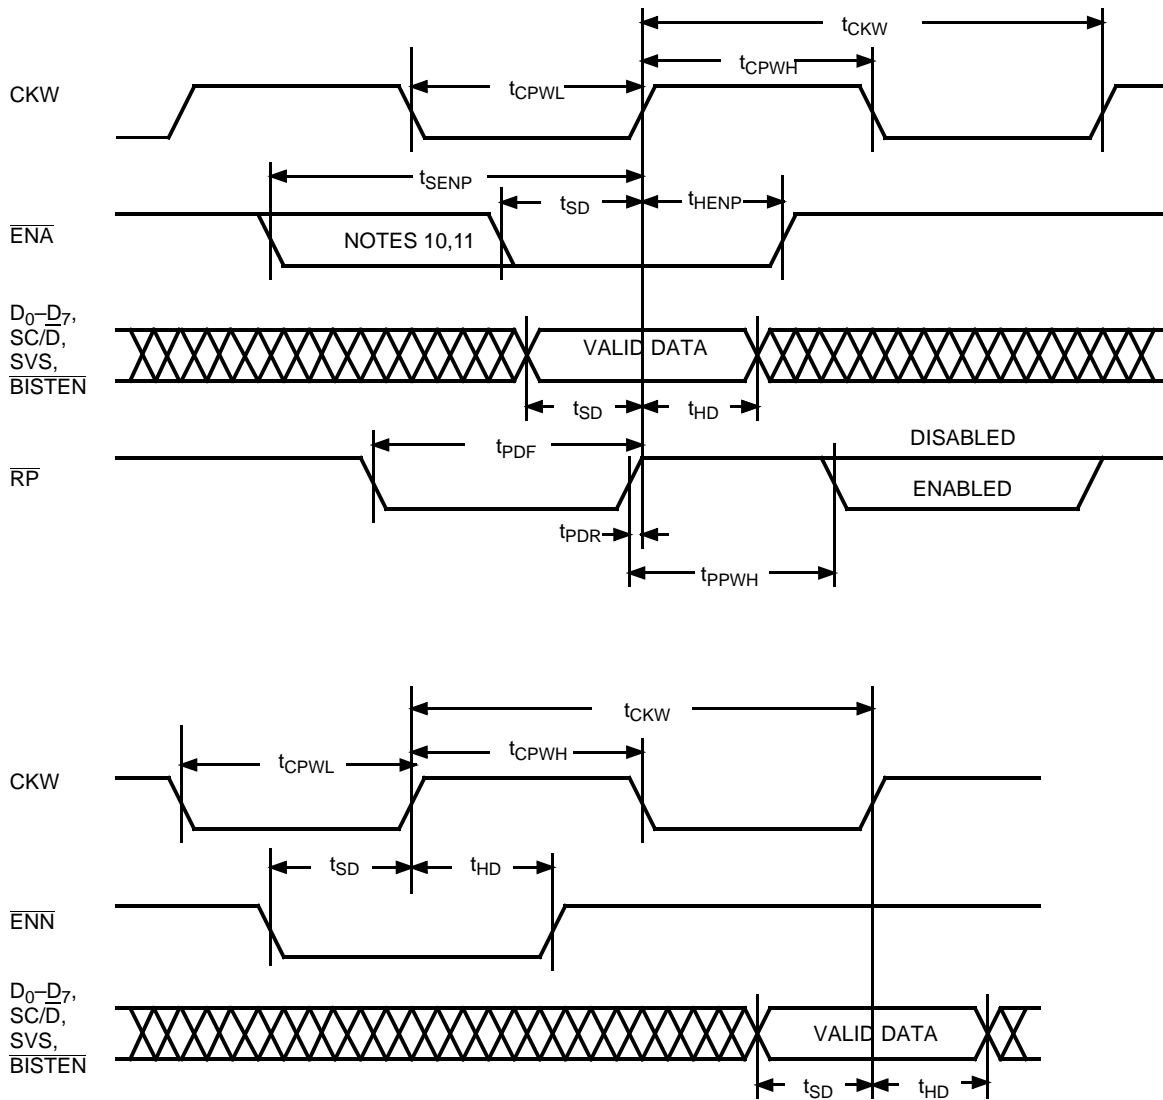 tCKW
tCPWH
tCPWL
CKW
tSENP
tSD
tHENP
ENA
NOTES 10,11
D0–D7,
SC/D,
SVS,
BISTEN
VALID DATA
tSD
tHD
tPDF
DISABLED
RP
ENABLED
tPDR
tPPWH
tCKW
tCPWH
tCPWL
CKW
tSD
tHD
ENN
D0–D7,
SC/D,
SVS,
BISTEN
VALID DATA
tSD
tHD